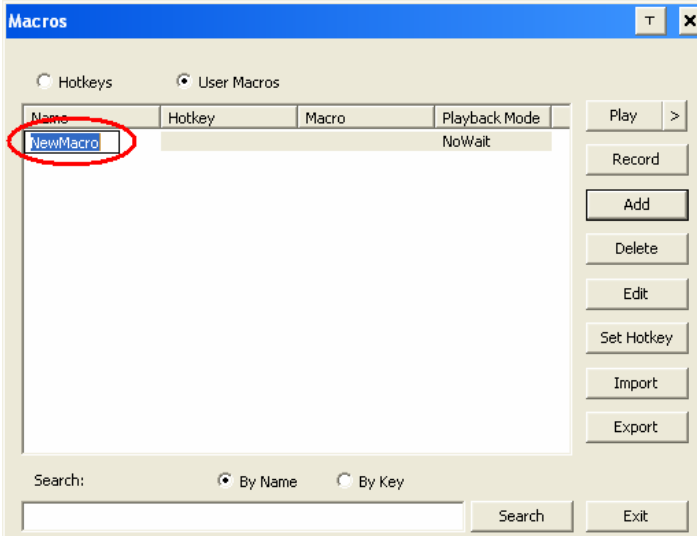 Macros
T
Hotkeys User Macros
Name Hotkey Macro Playback Mode
NewMacro NoWait
Play >
Record
Add
Delete
Edit
Set Hotkey
Import
Export
Search: By Name By Key
Search Exit